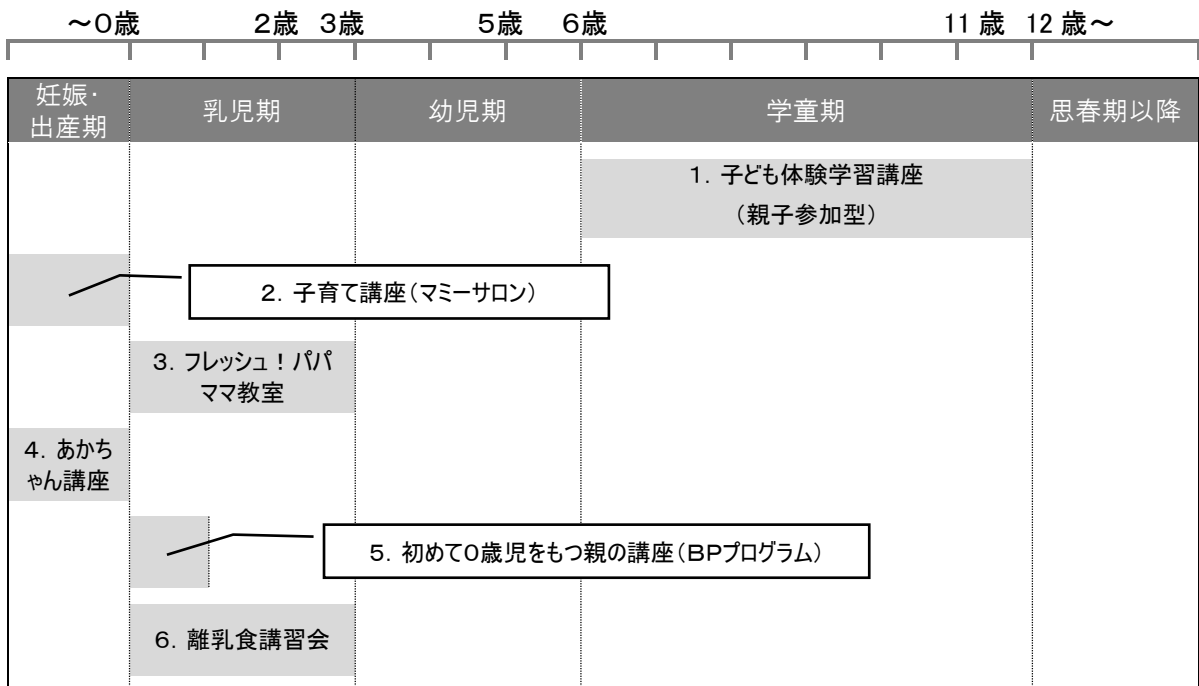 ～０歳 ２歳 ３歳 ５歳 ６歳 11 歳 12 歳～
妊娠・
出産期
乳児期
幼児期
学童期
思春期以降
１．子ども体験学習講座
（親子参加型）
２．子育て講座（マミーサロン）
３．フレッシュ！パパ
ママ教室
４．あかち
ゃん講座
５．初めて０歳児をもつ親の講座（ＢＰプログラム）
６．離乳食講習会